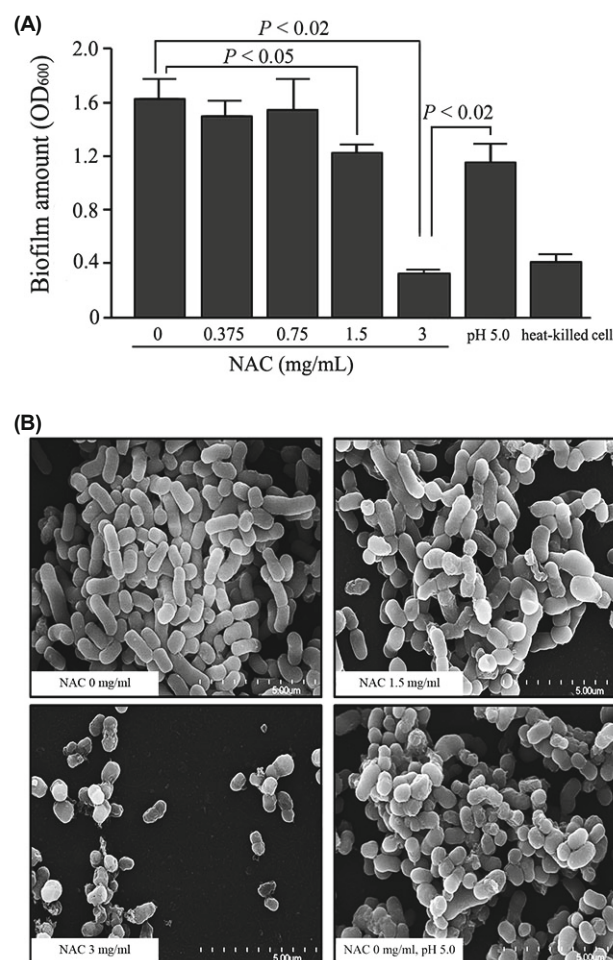 (A)
P < 0.02
P < 0.05
P < 0.02
Biofilm amount (OD600)
2.0
1.6
1.2
0.4
0
0 0.375 0.75 1.5 3 pH 5.0 heat-killed cell
NAC (mg/mL)
(B)
NAC 0 mg/ml
5.00um
NAC 1.5 mg/ml
5.00um
NAC 3 mg/ml
5.00um
NAC 0 mg/ml, pH 5.0
5.00um